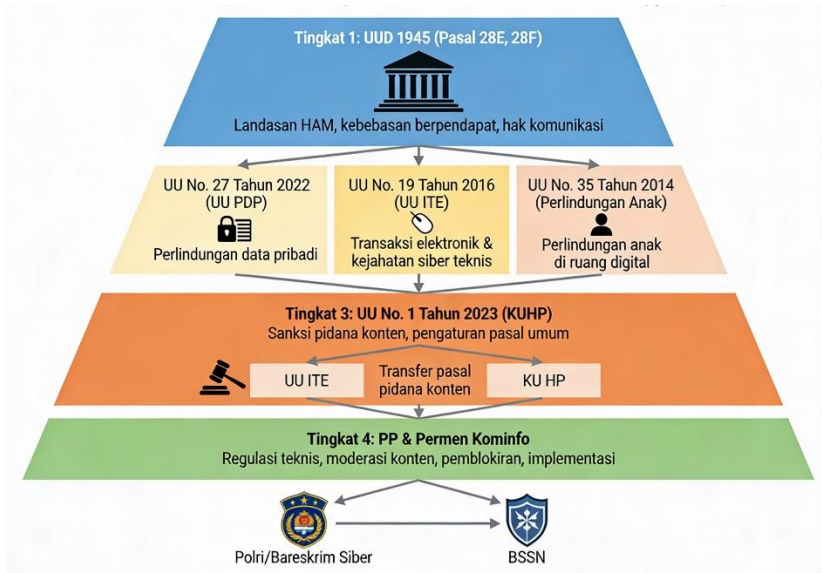 Tingkat 1: UUD 1945 (Pasal 28E, 28F)
Landasan HAM, kebebasan berpendapat, hak komunikasi
UU No. 27 Tahun 2022
(UU PDP)
Perlindungan data pribadi
UU No. 19 Tahun 2016
(UU ITE)
Transaksi elektronik &
kejahatan siber teknis
UU No. 35 Tahun 2014
(Perlindungan Anak)
Perlindungan anak
di ruang digital
Tingkat 3: UU No. 1 Tahun 2023 (KUHP)
Sanksi pidana konten, pengaturan pasal umum
UU ITE
Transfer pasal
pidana konten
KU HP
Tingkat 4: PP & Permen Kominfo
Regulasi teknis, moderasi konten, pemblokiran, implementasi
Polri/Bareskrim Siber
BSSN